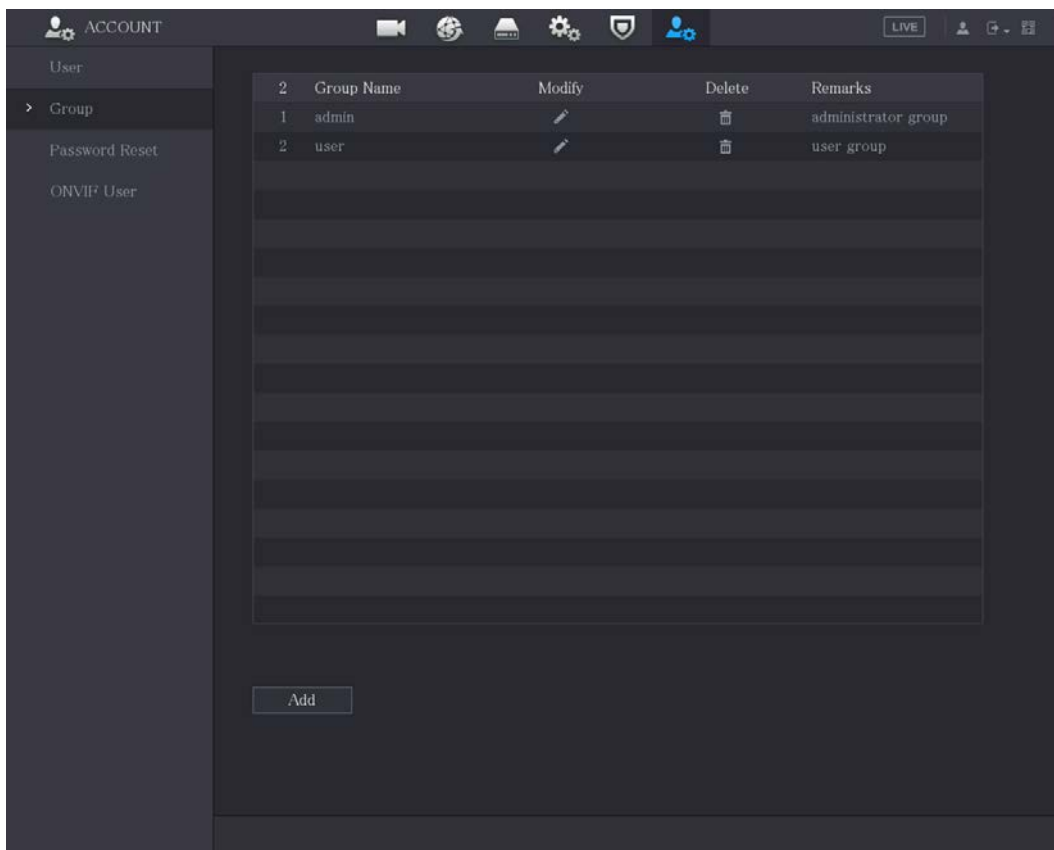 ACCOUNT LIVE
User
Group
Password Reset
ONVIF User
2 Group Name Modify Delete Remarks
1 admin administrator group
2 user user group
Add